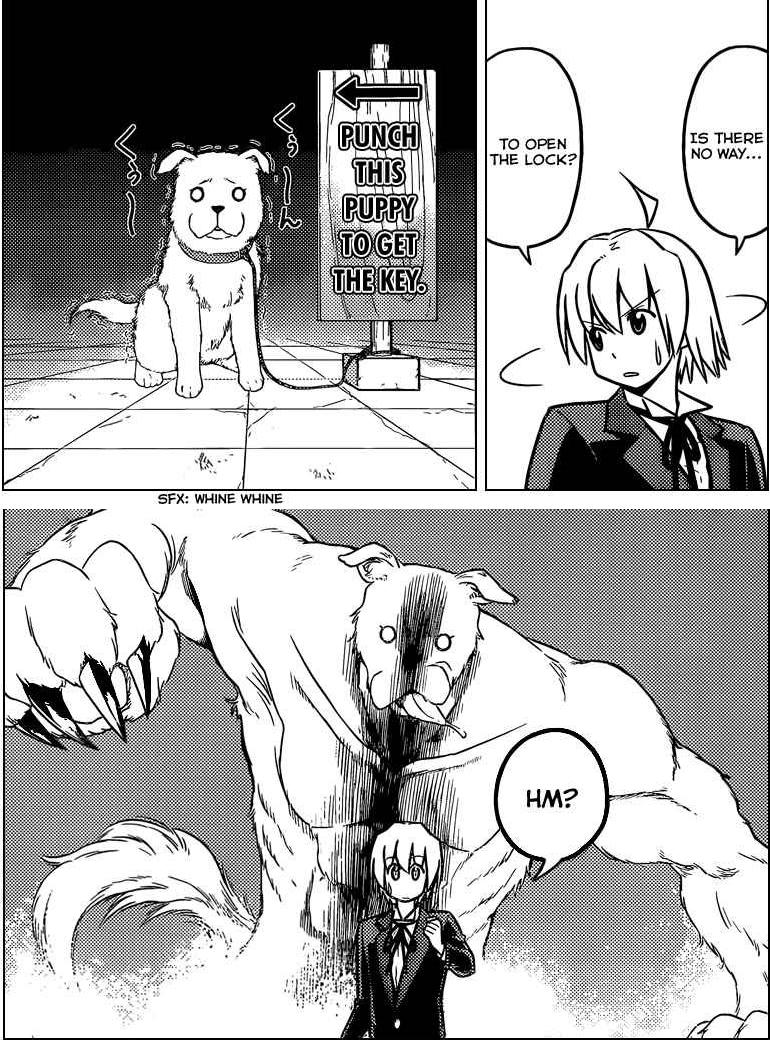 IS THERE
NO WAY...
TO OPEN
THE LOCK?
PUNCH
THIS
PUPPY
TO GET
THE KEY.
くぅ〜〜
くぅ〜ん
SFX: WHINE WHINE
HM?